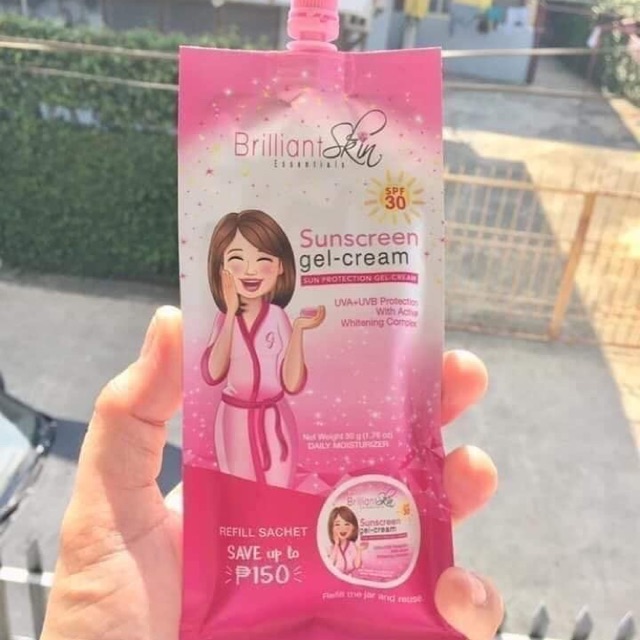 Brilliant Skin
Essentials
SPF
30
Sunscreen
gel-cream
SUN PROTECTION GEL-CREAM
UVA+UVB Protection
With Active
Whitening Complex
Net Weight 50 g (1.76 oz)
DAILY MOISTURIZER
REFILL SACHET
SAVE up to
₱150
Brilliant Skin
Sunscreen
gel-cream
Refill the jar and reuse.